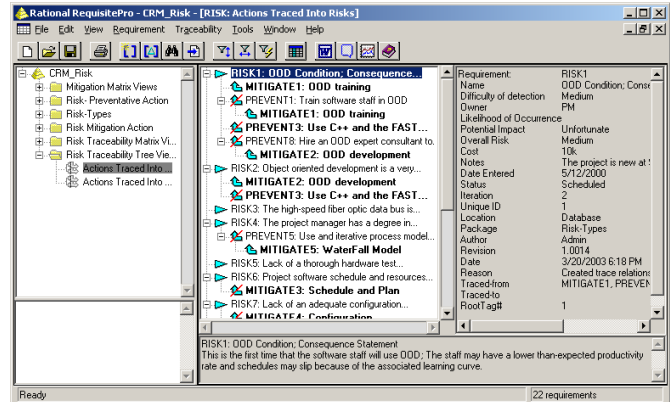 Rational RequisitePro - CRM_Risk - [RISK: Actions Traced Into Risks]
File Edit View Requirement Traceability Tools Window Help
CRM_Risk
Mitigation Matrix Views
Risk- Preventative Action
Risk-Types
Risk Mitigation Action
Risk Traceability Matrix Vi...
Risk Traceability Tree Vie...
Actions Traced Into ...
Actions Traced Into ...
RISK1: OOD Condition; Consequence...
MITIGATE1: OOD training
PREVENT1: Train software staff in OOD
MITIGATE1: OOD training
PREVENT3: Use C++ and the FAST...
PREVENT8: Hire an OOD expert consultant to.
MITIGATE2: OOD development
RISK2: Object oriented development is a very...
MITIGATE2: OOD development
PREVENT3: Use C++ and the FAST...
RISK3: The high-speed fiber optic data bus is...
RISK4: The project manager has a degree in...
PREVENT5: Use and iterative process model...
MITIGATE5: WaterFall Model
RISK5: Lack of a thorough hardware test...
RISK6: Project software schedule and resources...
MITIGATE3: Schedule and Plan
RISK7: Lack of an adequate configuration...
MITIGATE4: Configuration
Requirement: RISK1
Name OOD Condition; Conse
Difficulty of detection Medium
Owner PM
Likelihood of Occurrence
Potential Impact Unfortunate
Overall Risk Medium
Cost 10k
Notes The project is new at
Date Entered 5/12/2000
Status Scheduled
Iteration 2
Unique ID 1
Location Database
Package Risk-Types
Author Admin
Revision 1.0014
Date 3/20/2003 6:18 PM
Reason Created trace relations
Traced-from MITIGATE1, PREVEN
Traced-to
RootTag# 1
RISK1: OOD Condition; Consequence Statement
This is the first time that the software staff will use OOD; The staff may have a lower than-expected productivity
rate and schedules may slip because of the associated learning curve.
Ready 22 requirements